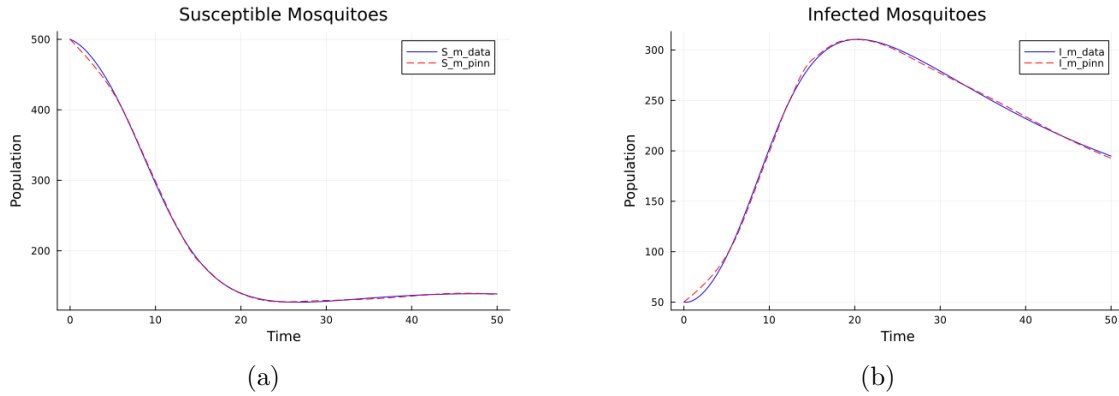 Susceptible Mosquitoes
500
400
300
200
Population
S_m_data
S_m_pinn
0 10 20 30 40 50
Time
(a)
Infected Mosquitoes
300
250
200
150
100
50
Population
I_m_data
I_m_pinn
0 10 20 30 40 50
Time
(b)